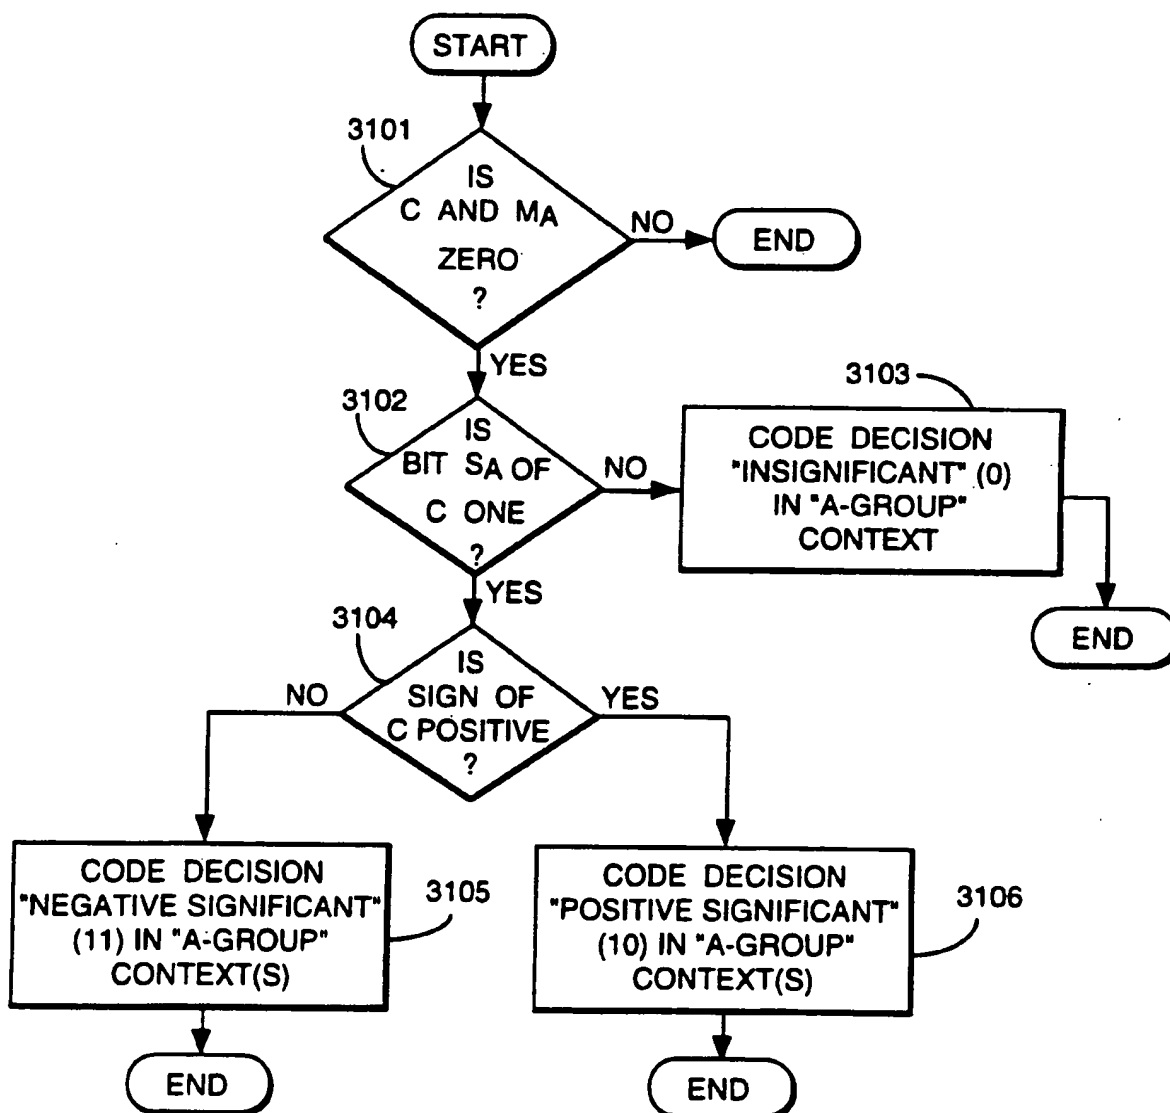 START
3101
IS
C AND MA
ZERO
?
NO
END
YES
3102
IS
BIT SA OF
C ONE
?
NO
3103
CODE DECISION
"INSIGNIFICANT" (0)
IN "A-GROUP"
CONTEXT
END
YES
3104
IS
SIGN OF
C POSITIVE
?
NO
YES
CODE DECISION
"NEGATIVE SIGNIFICANT"
(11) IN "A-GROUP"
CONTEXT(S)
3105
END
CODE DECISION
"POSITIVE SIGNIFICANT"
(10) IN "A-GROUP"
CONTEXT(S)
3106
END